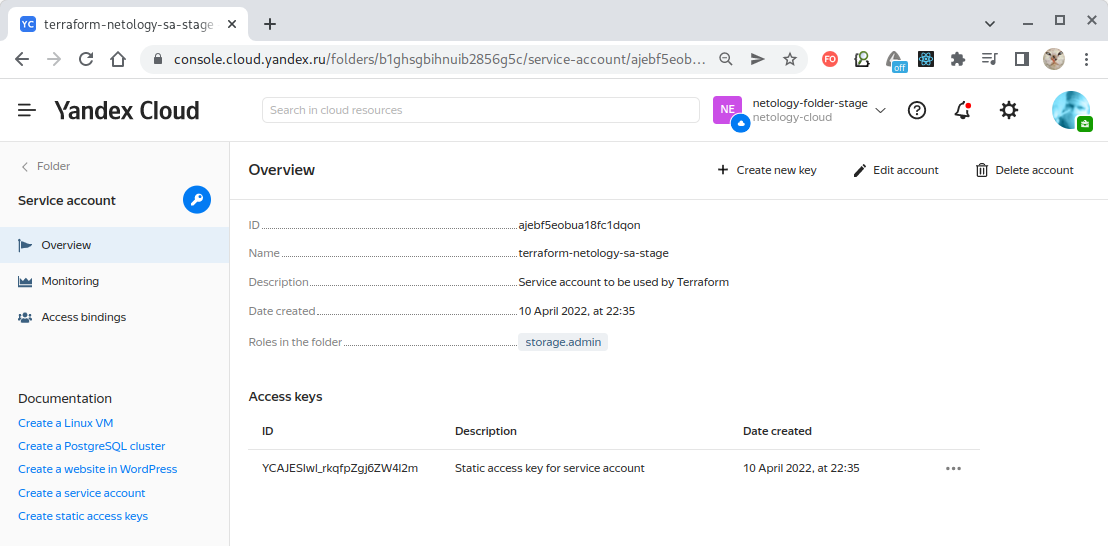 terraform-netology-sa-stage
console.cloud.yandex.ru/folders/b1ghsgbihnuib2856g5c/service-account/ajebf5eob...
FO
off
Yandex Cloud
Search in cloud resources
NE
netology-folder-stage
netology-cloud
Folder
Service account
Overview
Monitoring
Access bindings
Documentation
Create a Linux VM
Create a PostgreSQL cluster
Create a website in WordPress
Create a service account
Create static access keys
Overview
Create new key
Edit account
Delete account
ID ajebf5eobua18fc1dqon
Name terraform-netology-sa-stage
Description Service account to be used by Terraform
Date created 10 April 2022, at 22:35
Roles in the folder storage.admin
Access keys
ID Description Date created
YCAJESlwl_rkqfpZgj6ZW4l2m Static access key for service account 10 April 2022, at 22:35